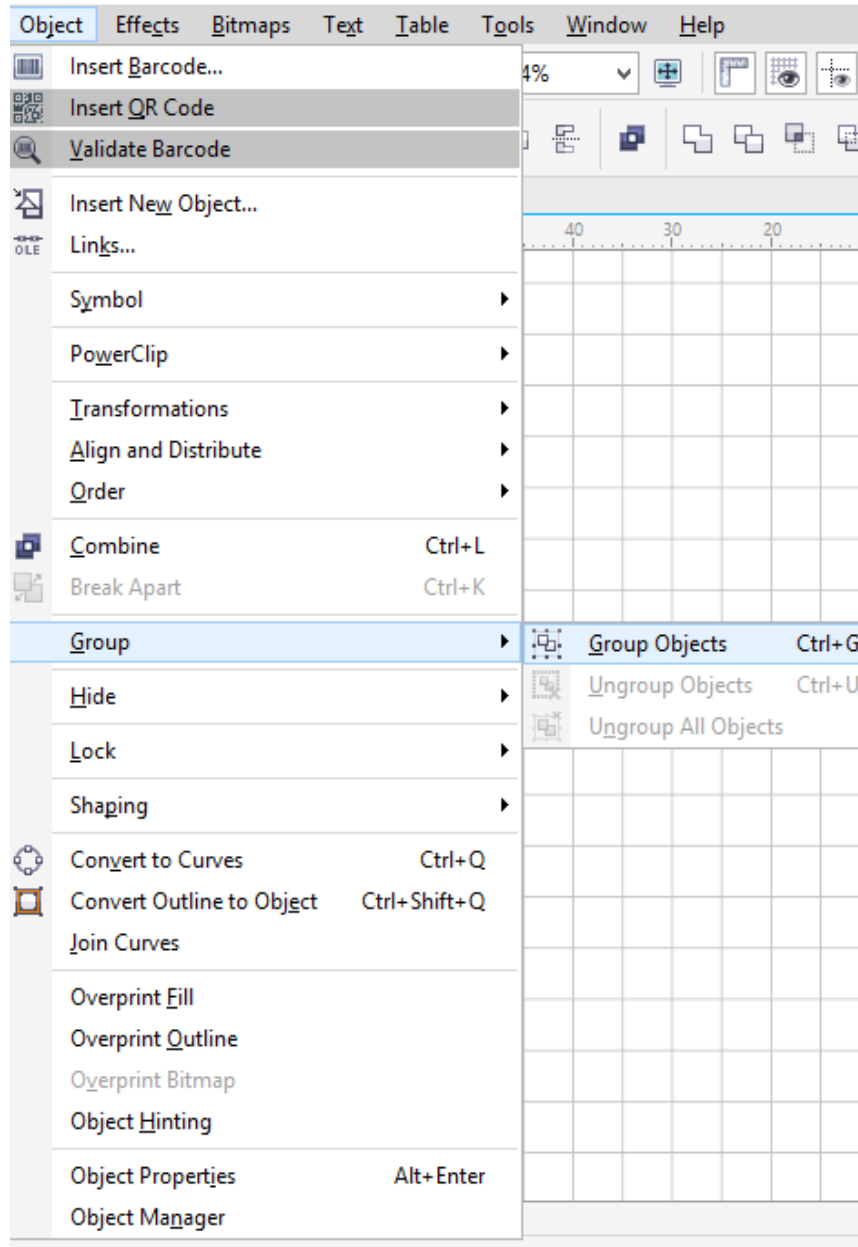 Object Effects Bitmaps Text Table Tools Window Help
Insert Barcode...
4%
Insert QR Code
Validate Barcode
Insert New Object...
40 30 20
OLE Links...
Symbol
PowerClip
Transformations
Align and Distribute
Order
Combine Ctrl+L
Break Apart Ctrl+K
Group
Group Objects Ctrl+G
Ungroup Objects Ctrl+U
Ungroup All Objects
Hide
Lock
Shaping
Convert to Curves Ctrl+Q
Convert Outline to Object Ctrl+Shift+Q
Join Curves
Overprint Fill
Overprint Outline
Overprint Bitmap
Object Hinting
Object Properties Alt+Enter
Object Manager